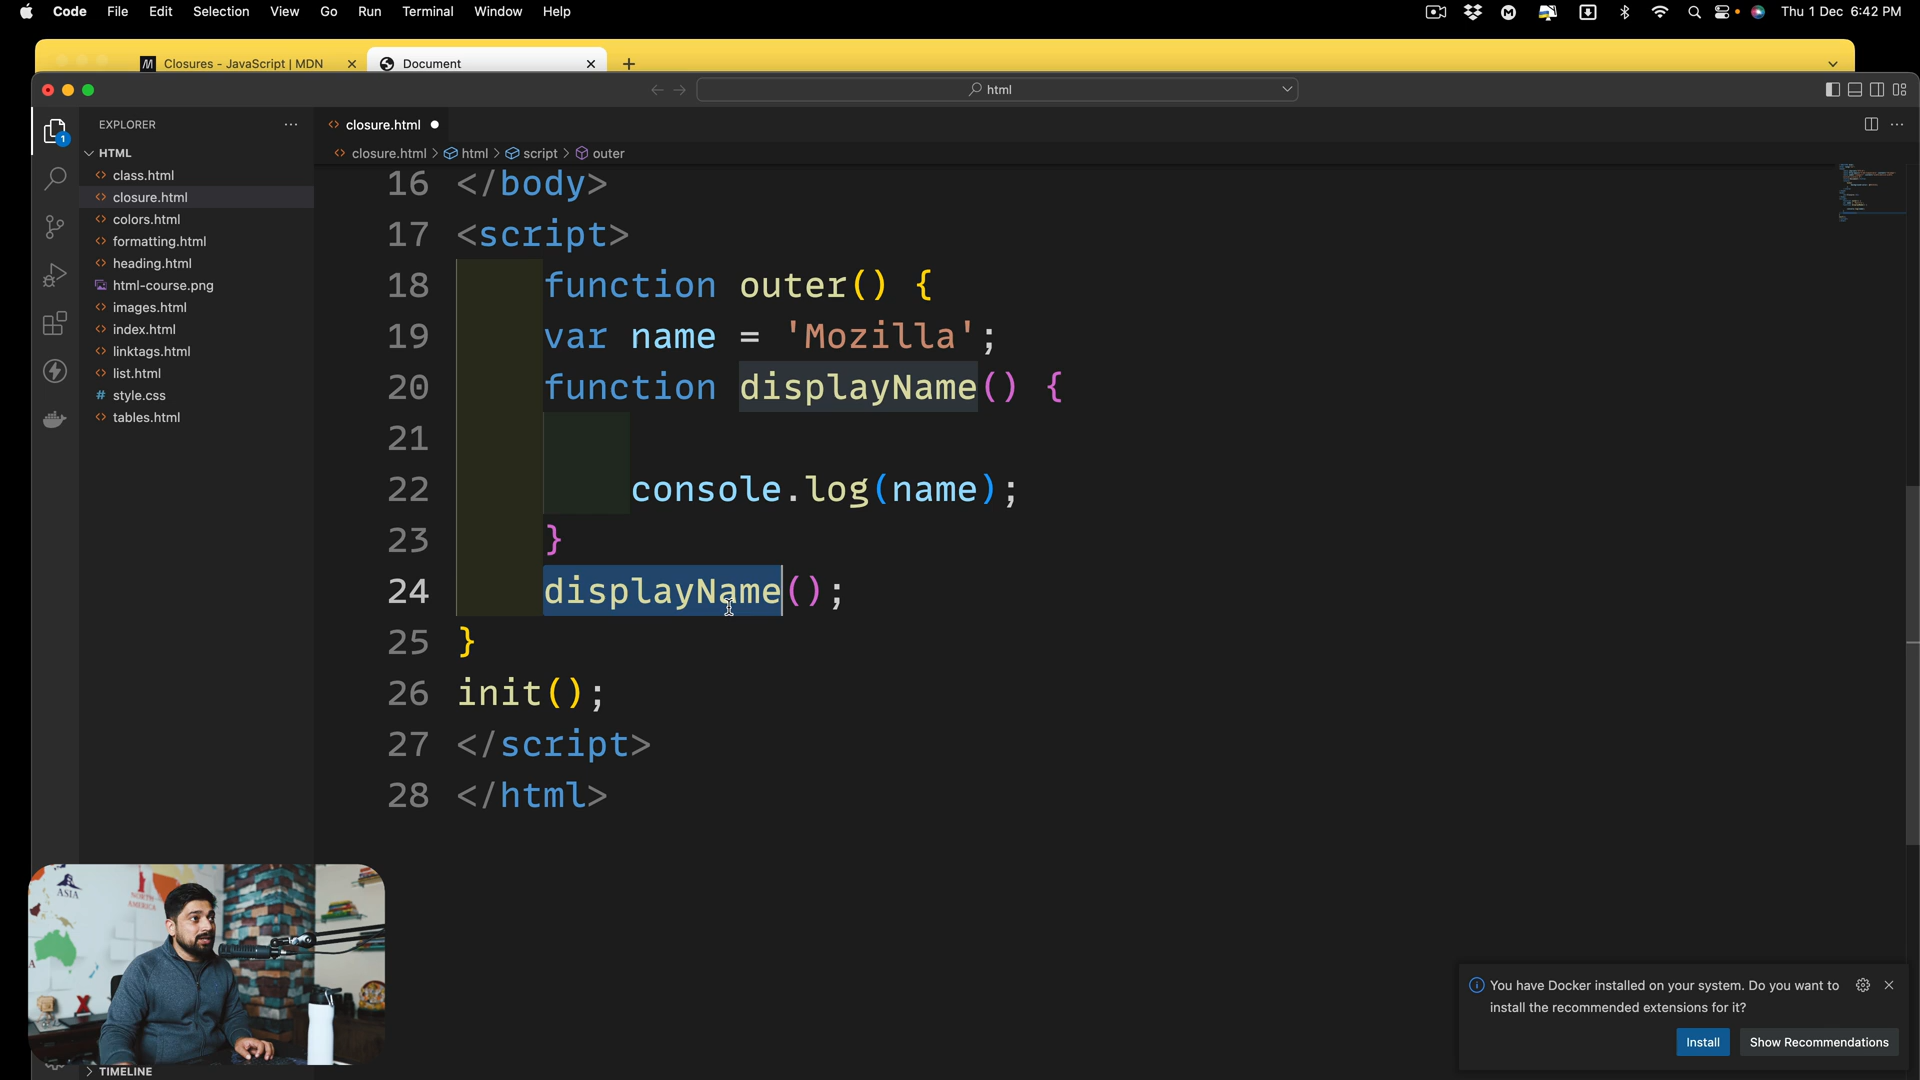 Code File Edit Selection View Go Run Terminal Window Help Thu 1 Dec 6:42 PM
Closures - JavaScript | MDN Document
html
EXPLORER
closure.html
HTML
closure.html > html > script > outer
class.html
closure.html
colors.html
formatting.html
heading.html
html-course.png
images.html
index.html
linktags.html
list.html
style.css
tables.html
16 </body>
17 <script>
18 function outer() {
19 var name = 'Mozilla';
20 function displayName() {
21
22 console.log(name);
23 }
24 displayName();
25 }
26 init();
27 </script>
28 </html>
ASIA
NORTH AMERICA
TIMELINE
You have Docker installed on your system. Do you want to
install the recommended extensions for it?
Install Show Recommendations